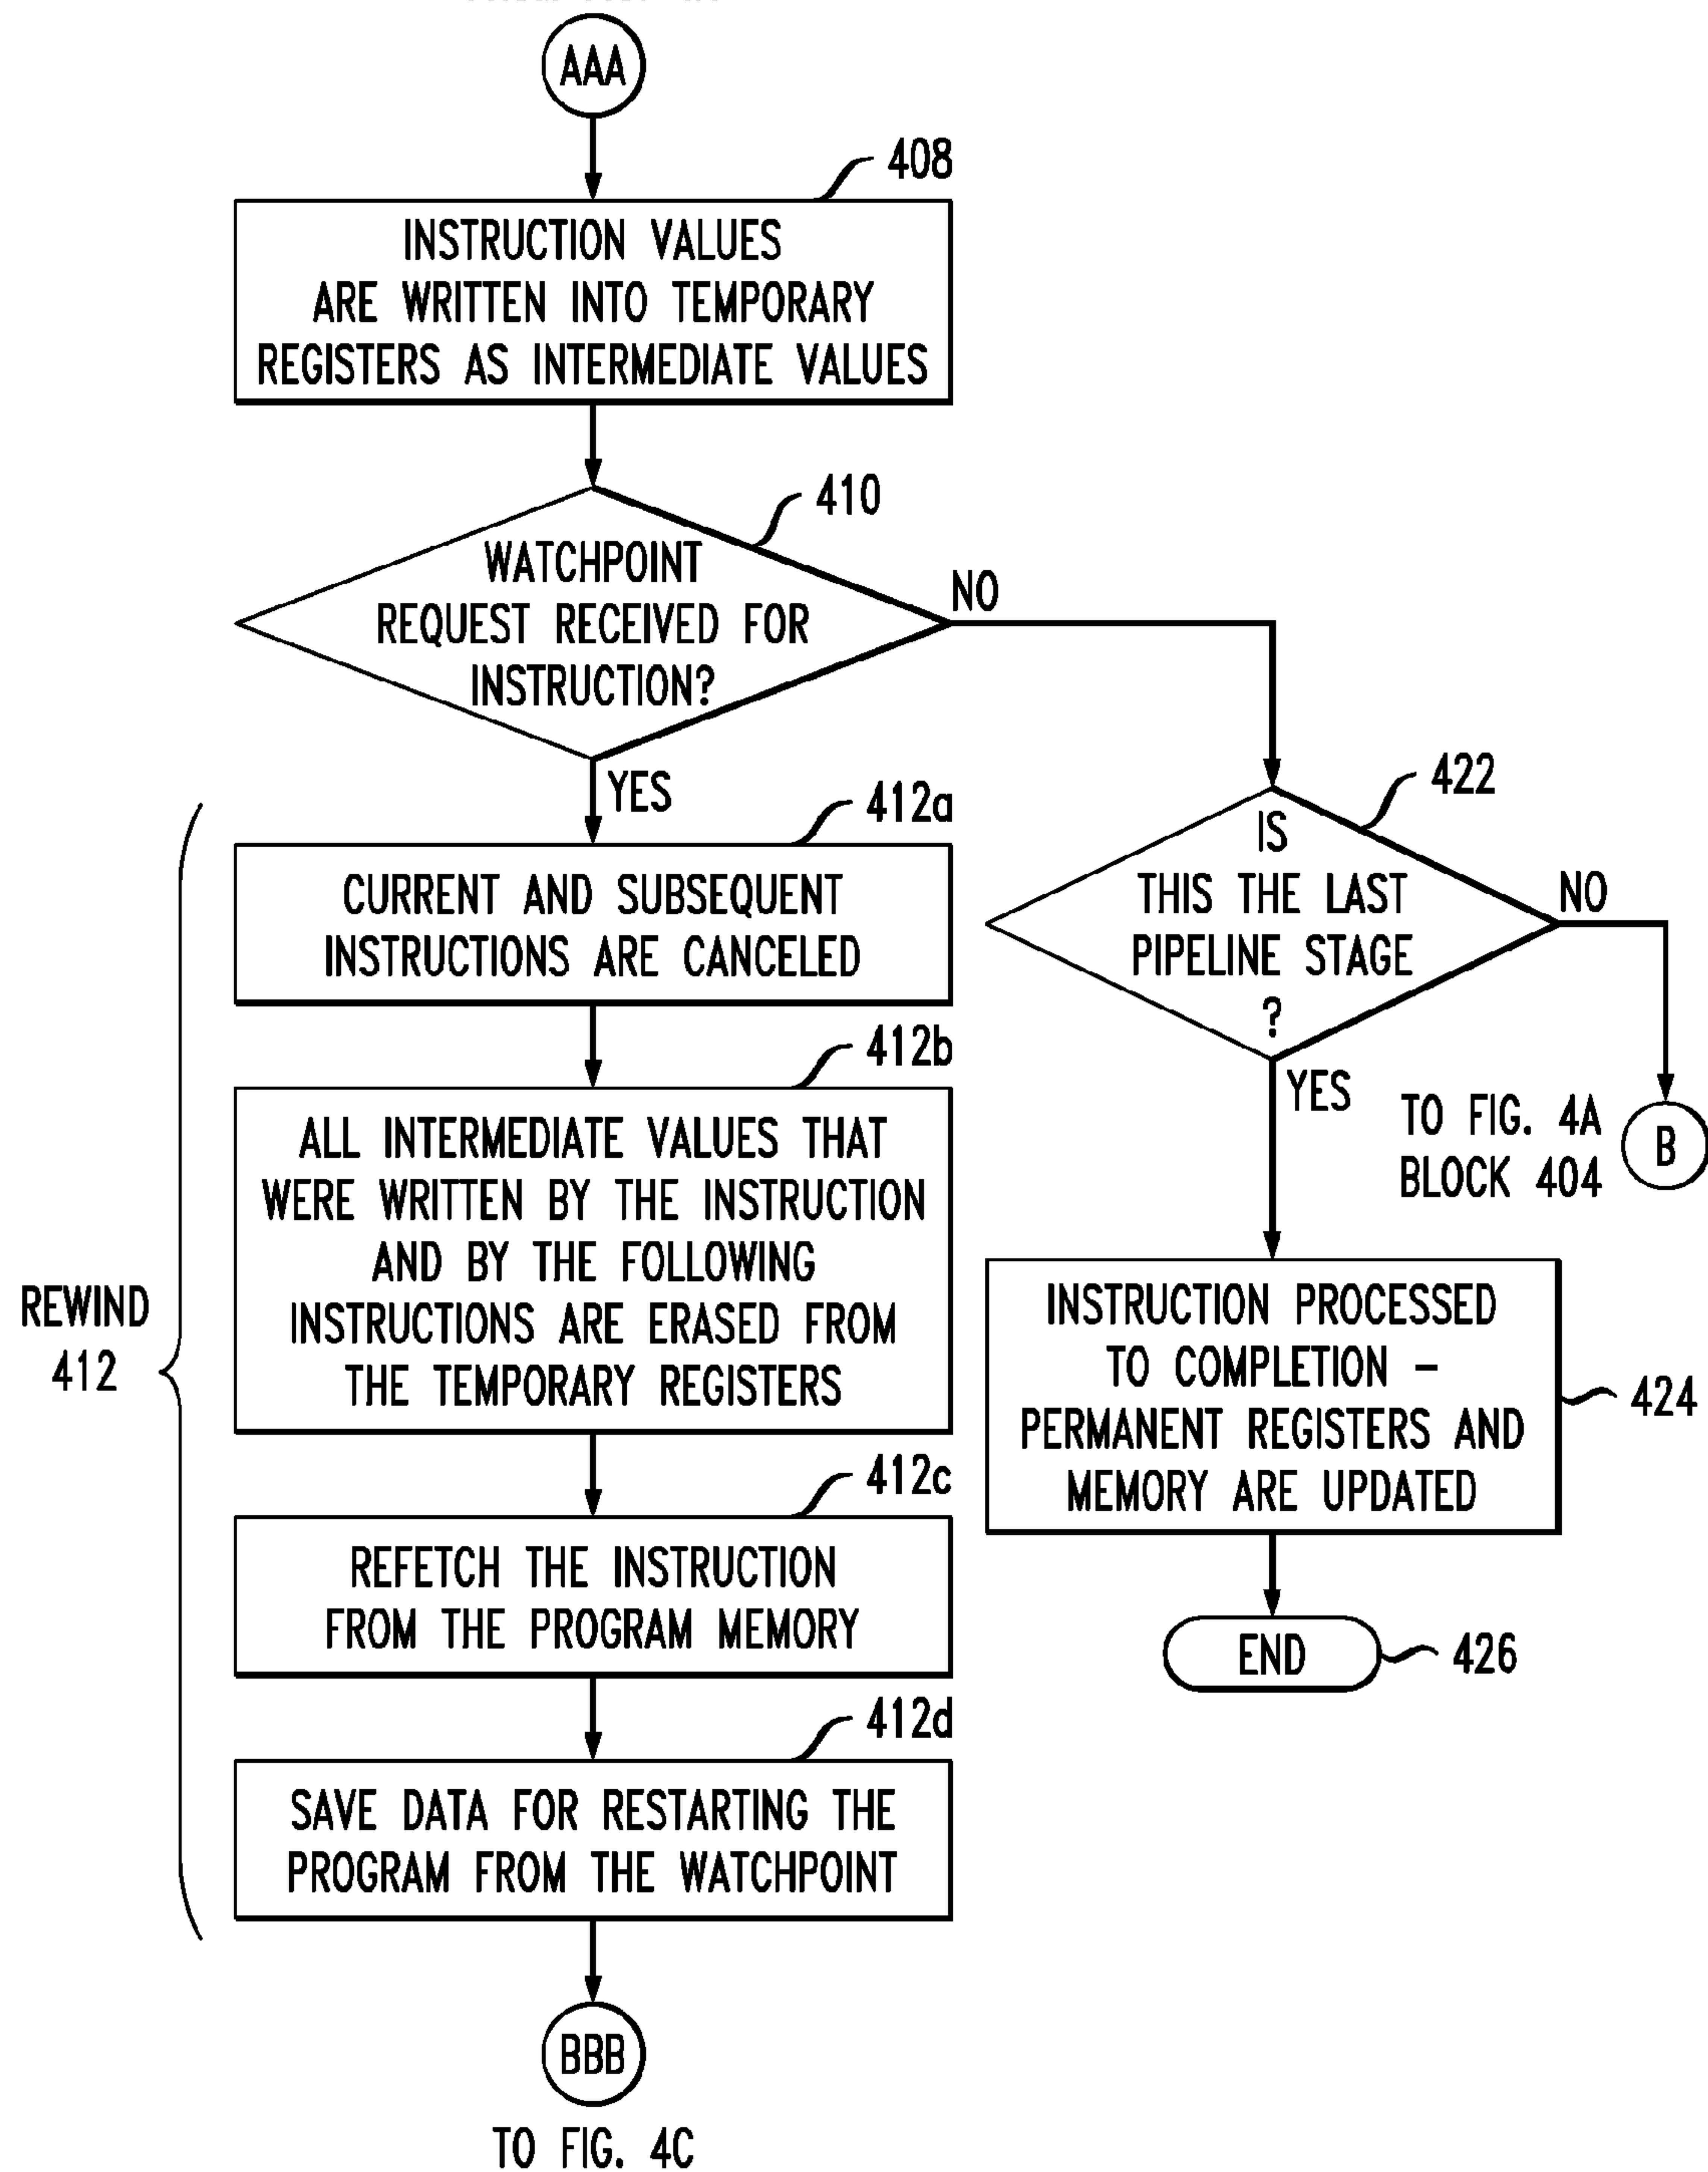 AAA
408
INSTRUCTION VALUES
ARE WRITTEN INTO TEMPORARY
REGISTERS AS INTERMEDIATE VALUES
410
WATCHPOINT
REQUEST RECEIVED FOR
INSTRUCTION?
NO
YES
422
IS
THIS THE LAST
PIPELINE STAGE
?
NO
YES
TO FIG. 4A
BLOCK 404
B
REWIND
412
412a
CURRENT AND SUBSEQUENT
INSTRUCTIONS ARE CANCELED
412b
ALL INTERMEDIATE VALUES THAT
WERE WRITTEN BY THE INSTRUCTION
AND BY THE FOLLOWING
INSTRUCTIONS ARE ERASED FROM
THE TEMPORARY REGISTERS
412c
REFETCH THE INSTRUCTION
FROM THE PROGRAM MEMORY
412d
SAVE DATA FOR RESTARTING THE
PROGRAM FROM THE WATCHPOINT
BBB
TO FIG. 4C
INSTRUCTION PROCESSED
TO COMPLETION –
PERMANENT REGISTERS AND
MEMORY ARE UPDATED
424
END
426